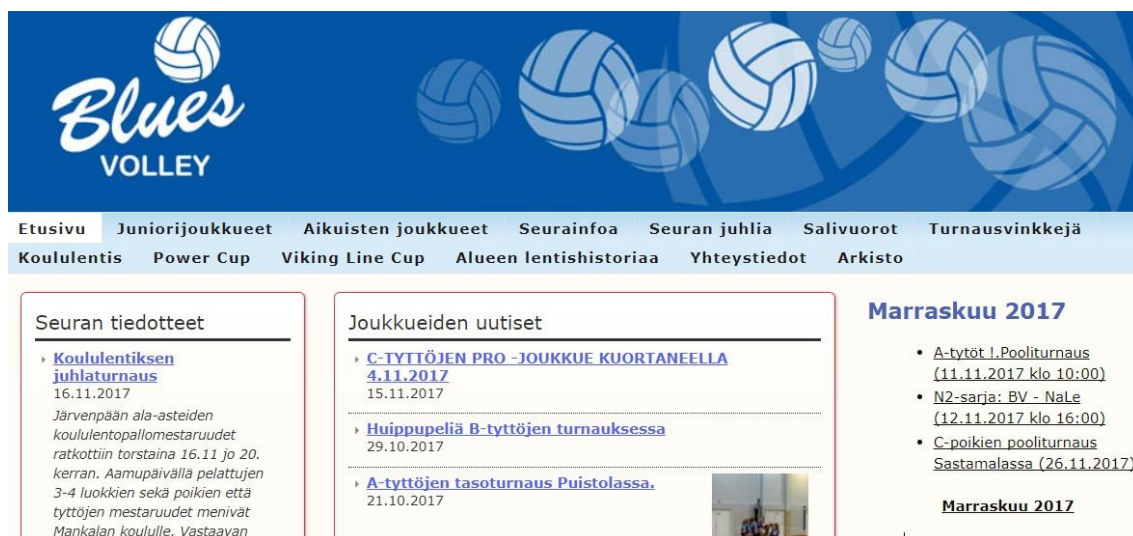 Blues
VOLLEY
Etusivu Juniorijoukkueet Aikuisten joukkueet Seurainfoa Seuran juhlia Salivuorot Turnausvinkkejä
Koululentis Power Cup Viking Line Cup Alueen lentishistoriaa Yhteystiedot Arkisto
Seuran tiedotteet
Koululentiksen
juhlaturnaus
16.11.2017
Järvenpään ala-asteiden
koululentopallomestaruudet
ratkottiin torstaina 16.11 jo 20.
kerran. Aamupäivällä pelattujen
3-4 luokkien sekä poikien että
tyttöjen mestaruudet menivät
Mankalan koululle. Vastaavan
Joukkueiden uutiset
C-TYTTÖJEN PRO -JOUKKUE KUORTANEELLA
4.11.2017
15.11.2017
Huippupeliä B-tyttöjen turnauksessa
29.10.2017
A-tyttöjen tasoturnaus Puistolassa.
21.10.2017
Marraskuu 2017
A-tytöt !.Pooliturnaus
(11.11.2017 klo 10:00)
N2-sarja: BV - NaLe
(12.11.2017 klo 16:00)
C-poikien pooliturnaus
Sastamalassa (26.11.2017)
Marraskuu 2017